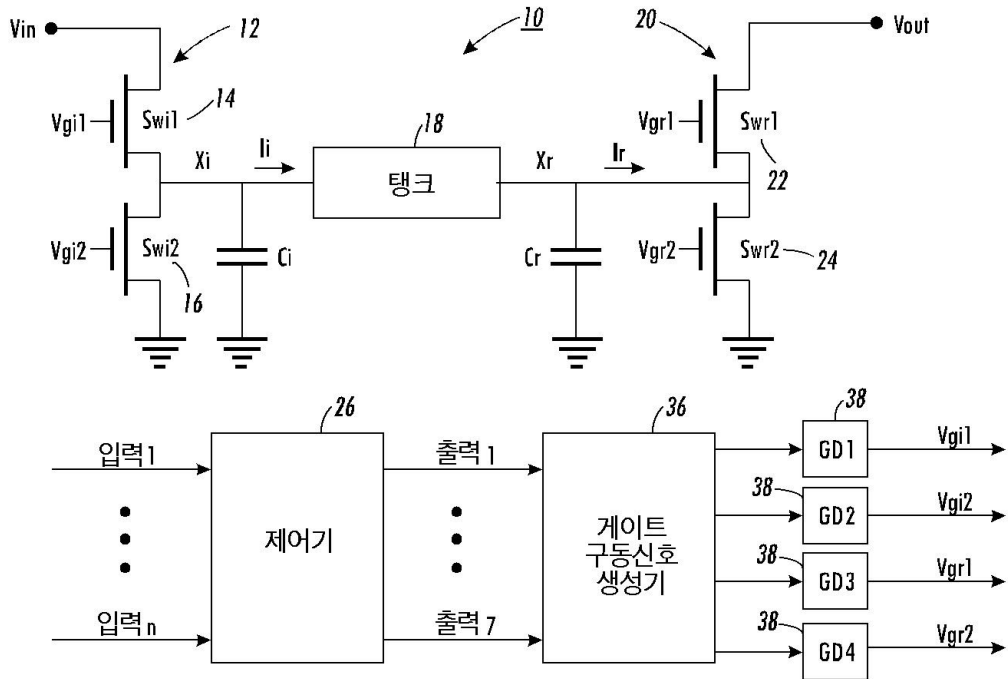 Vin
12
10
20
Vout
Vgi1
Swi1
14
Xi
Ii
18
탱크
Xr
Ir
Vgr1
Swr1
22
Vgi2
Swi2
16
Ci
Cr
Vgr2
Swr2
24
26
36
38
입력 1
제어기
출력 1
게이트
구동신호
생성기
GD1
Vgi1
38
GD2
Vgi2
38
GD3
Vgr1
입력 n
출력 7
38
GD4
Vgr2